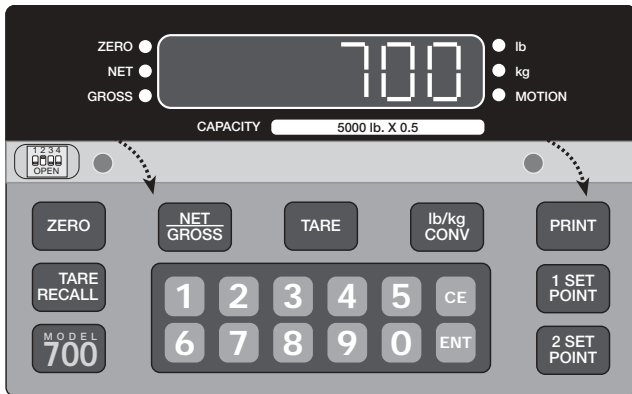 ZERO
NET
GROSS
700
lb
kg
MOTION
CAPACITY 5000 lb. X 0.5
1 2 3 4
OPEN
ZERO
NET
GROSS
TARE
lb/kg
CONV
PRINT
TARE
RECALL
1 2 3 4 5 CE
1 SET
POINT
MODEL
700
6 7 8 9 0 ENT
2 SET
POINT